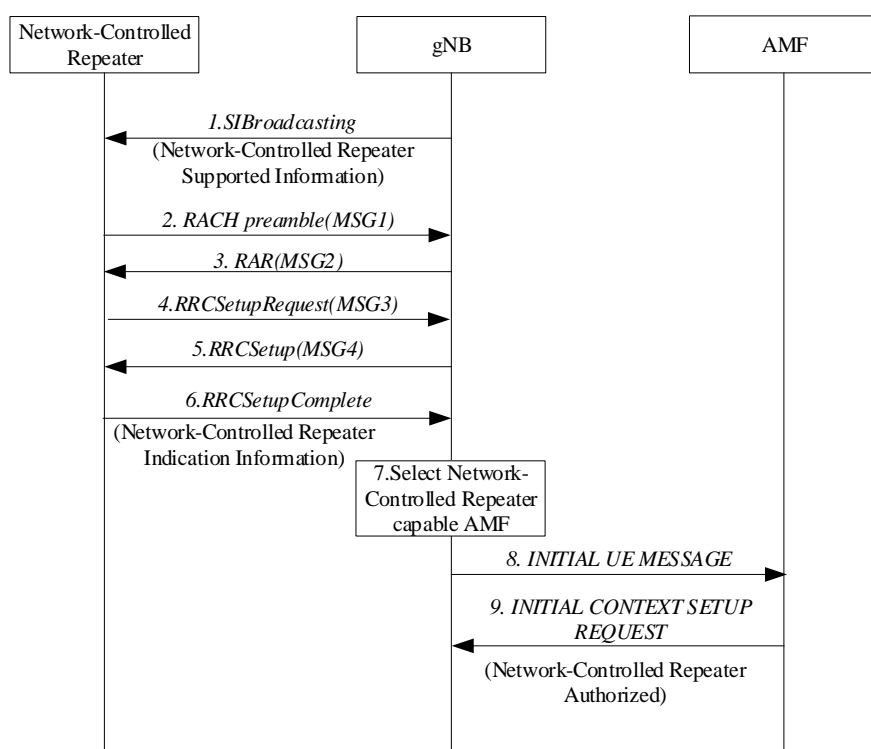 Network-Controlled
Repeater
gNB
AMF
1.SIBroadcasting
(Network-Controlled Repeater
Supported Information)
2. RACH preamble(MSG1)
3. RAR(MSG2)
4.RRCSetupRequest(MSG3)
5.RRCSetup(MSG4)
6.RRCSetupComplete
(Network-Controlled Repeater
Indication Information)
7.Select Network-
Controlled Repeater
capable AMF
8. INITIAL UE MESSAGE
9. INITIAL CONTEXT SETUP
REQUEST
(Network-Controlled Repeater
Authorized)